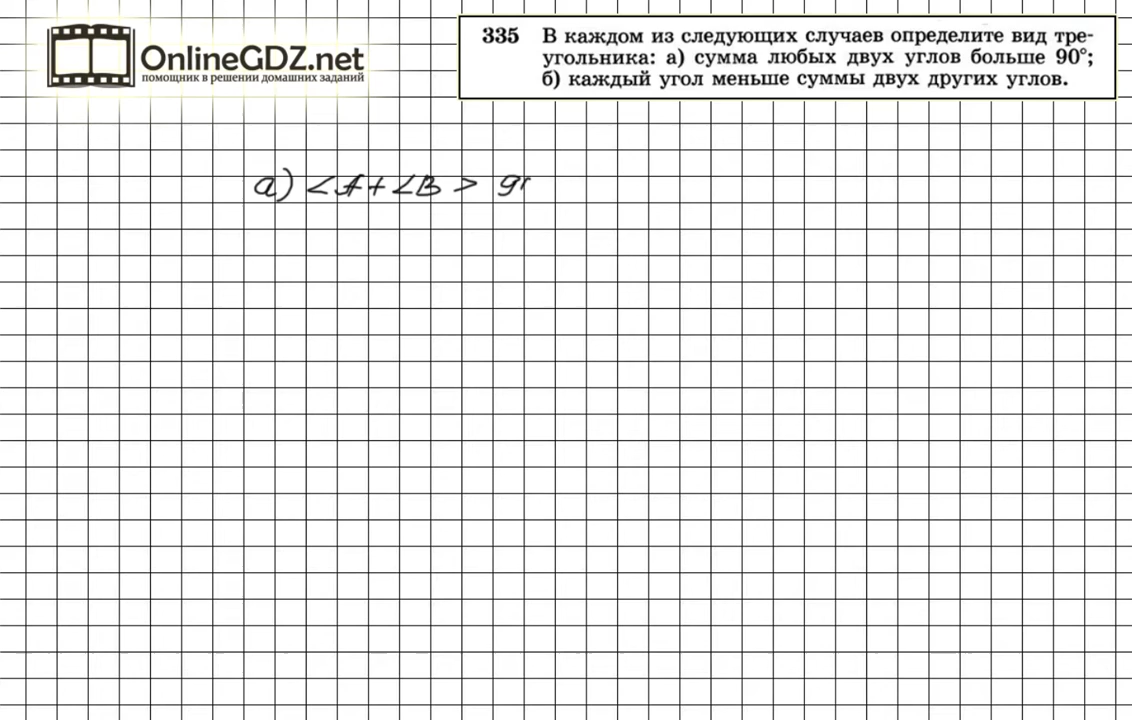 OnlineGDZ.net
помощник в решении домашних заданий
335 В каждом из следующих случаев определите вид тре-
угольника: а) сумма любых двух углов больше 90°;
б) каждый угол меньше суммы двух других углов.
а) ∠A+∠B > 9